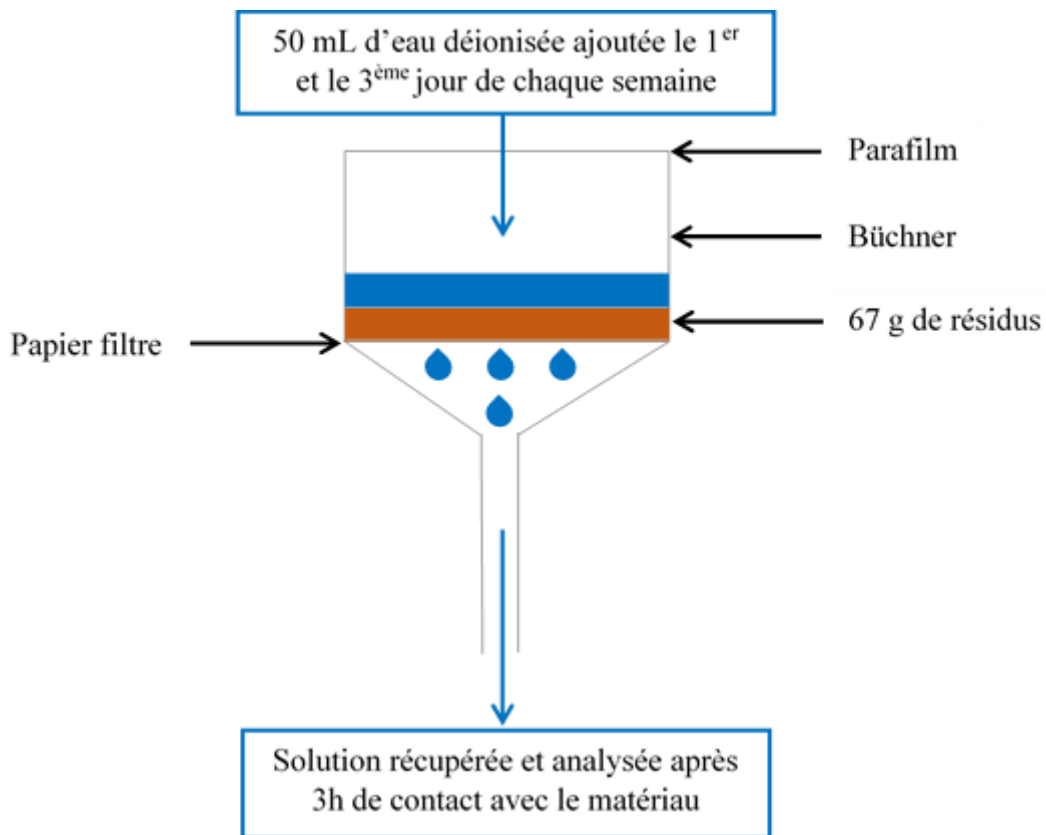 50 mL d'eau déionisée ajoutée le 1er
et le 3ème jour de chaque semaine
Parafilm
Büchner
67 g de résidus
Papier filtre
Solution récupérée et analysée après
3h de contact avec le matériau